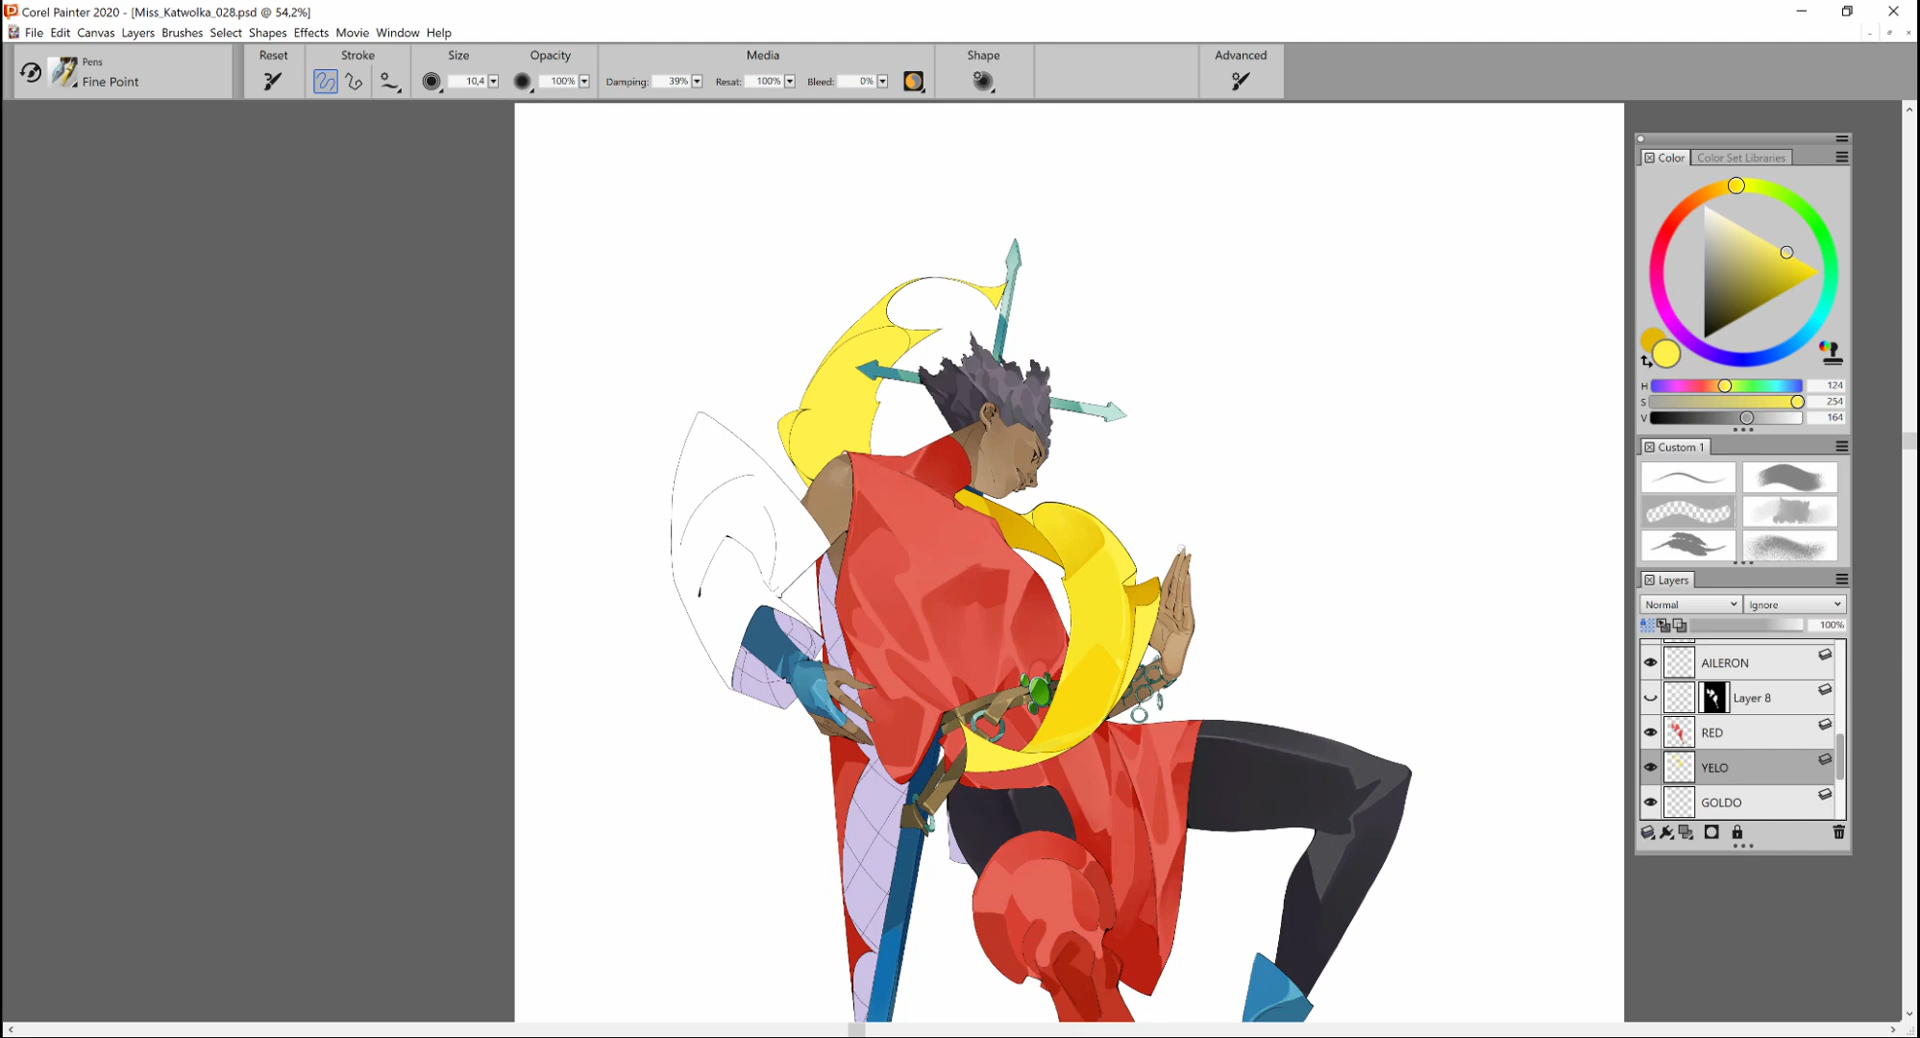 Corel Painter 2020 - [Miss_Katwolka_028.psd @ 54,2%]
File Edit Canvas Layers Brushes Select Shapes Effects Movie Window Help
Pens
Fine Point
Reset
Stroke
Size
10,4
Opacity
100%
Media
Damping: 39% Resat: 100% Bleed: 0%
Shape
Advanced
Color Color Set Libraries
H 124
S 254
V 164
Custom 1
Layers
Normal Ignore
100%
AILERON
Layer 8
RED
YELO
GOLDO